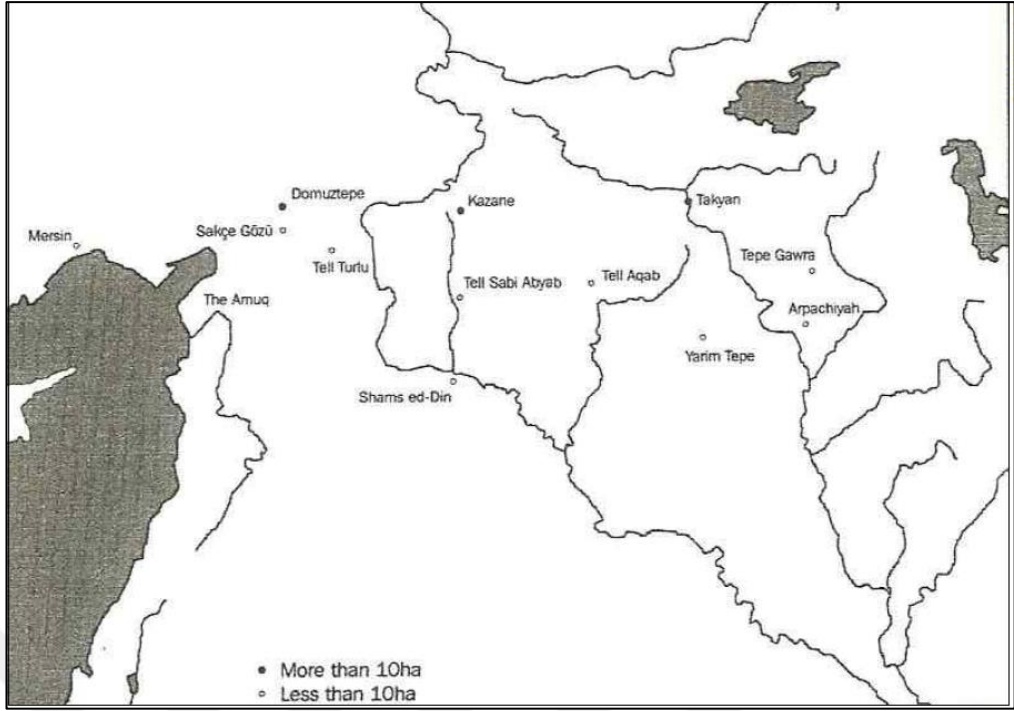 Domuztepe
Kazane
Takyan
Mersin
Sakçe Gözü
Tell Turlu
Tepe Gawra
Tell Sabi Abyab
Tell Aqab
The Amuq
Arpachiyah
Yarim Tepe
Shams ed-Din
More than 10ha
Less than 10ha